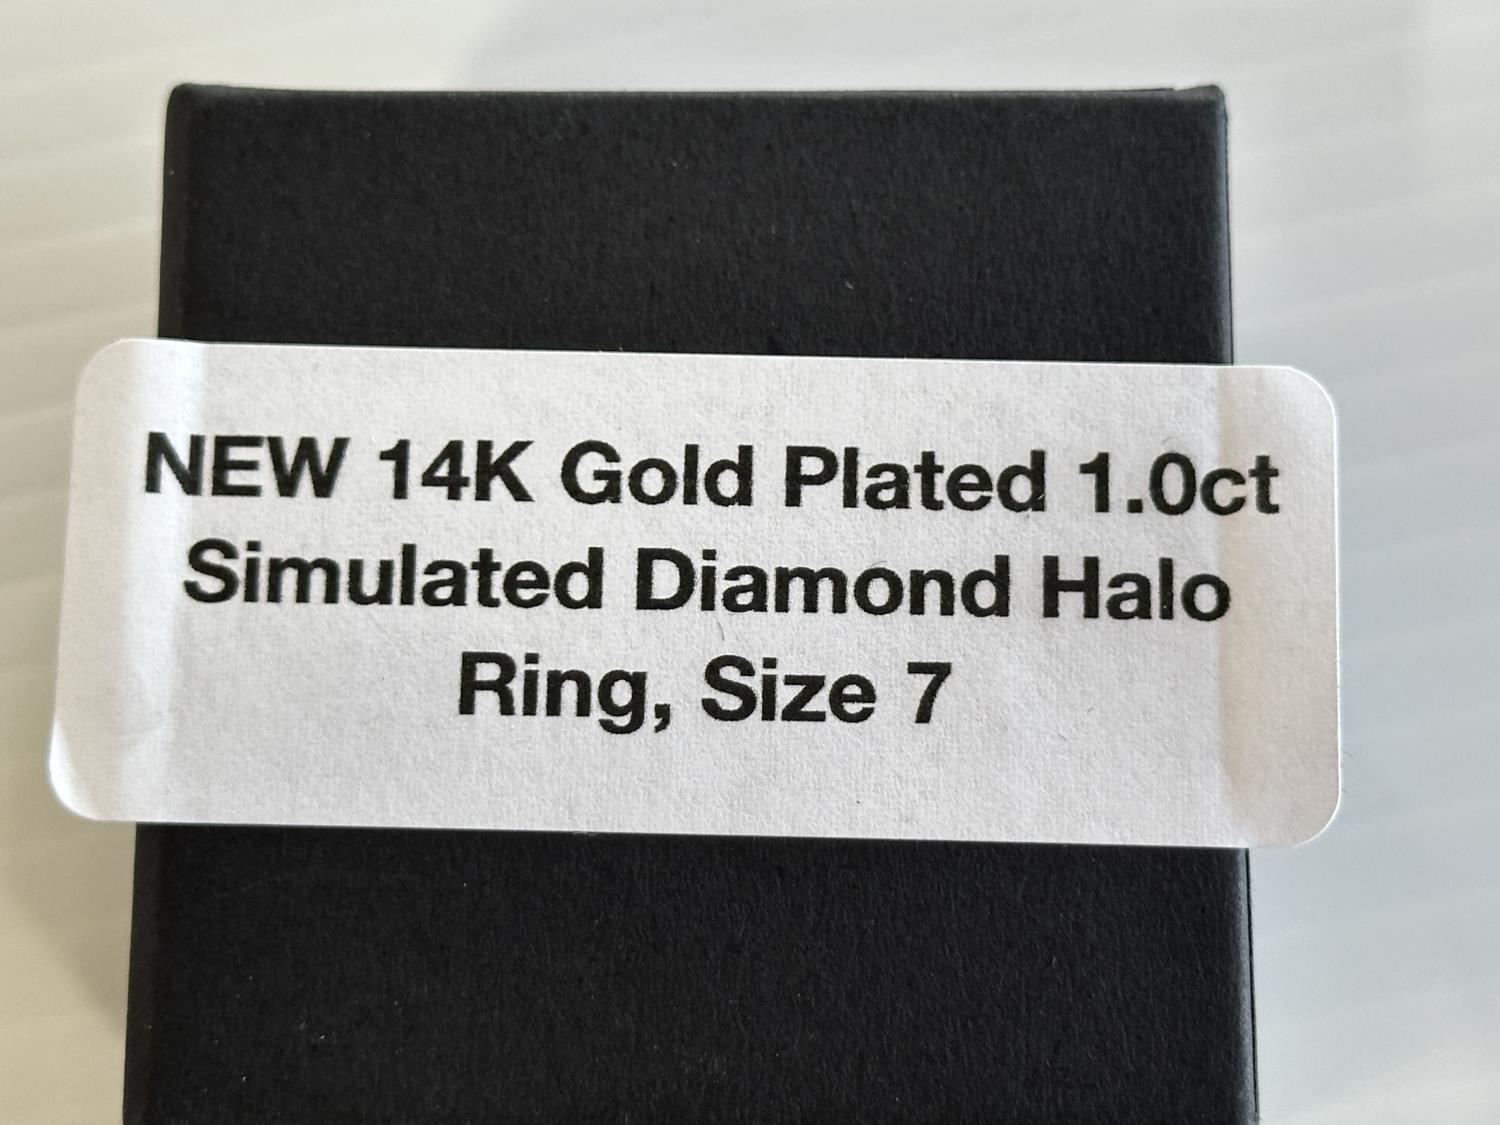 NEW 14K Gold Plated 1.0ct
Simulated Diamond Halo
Ring, Size 7